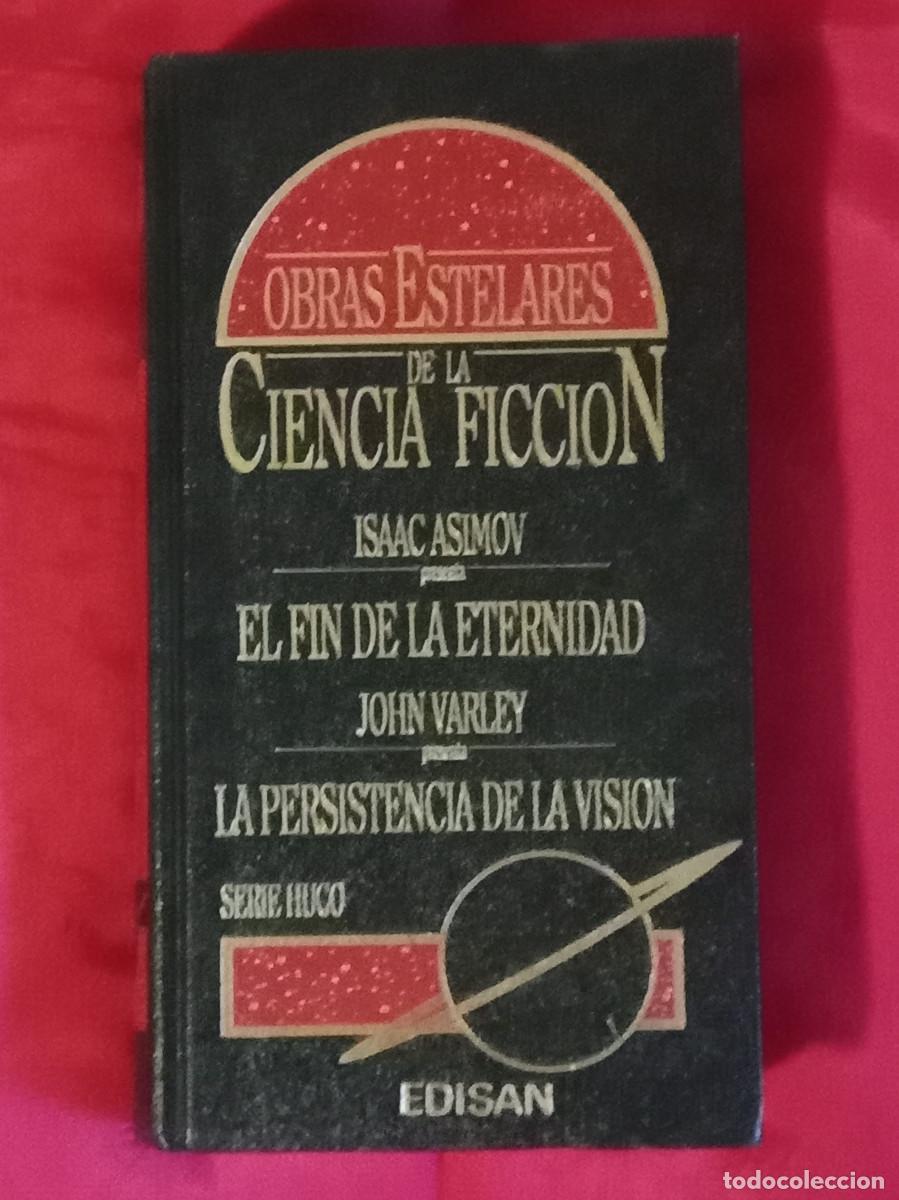 OBRAS ESTELARES
DE LA
CIENCIA FICCION
ISAAC ASIMOV
EL FIN DE LA ETERNIDAD
JOHN VARLEY
LA PERSISTENCIA DE LA VISION
SERIE HUGO
EDISAN
todocoleccion